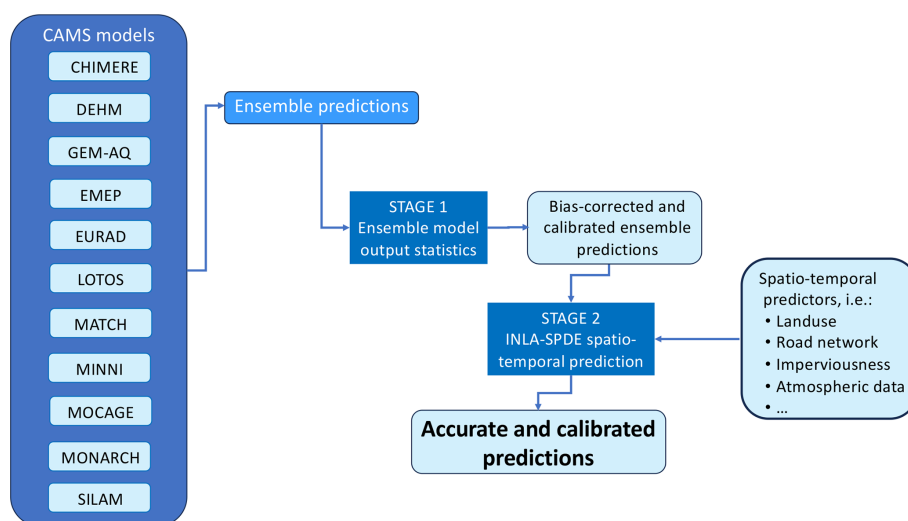 CAMS models
CHIMERE
DEHM
GEM-AQ
EMEP
EURAD
LOTOS
MATCH
MINNI
MOCAGE
MONARCH
SILAM
Ensemble predictions
STAGE 1
Ensemble model
output statistics
Bias-corrected and
calibrated ensemble
predictions
STAGE 2
INLA-SPDE spatio-
temporal prediction
Spatio-temporal
predictors, i.e.:
• Landuse
• Road network
• Imperviousness
• Atmospheric data
• ...
Accurate and calibrated
predictions